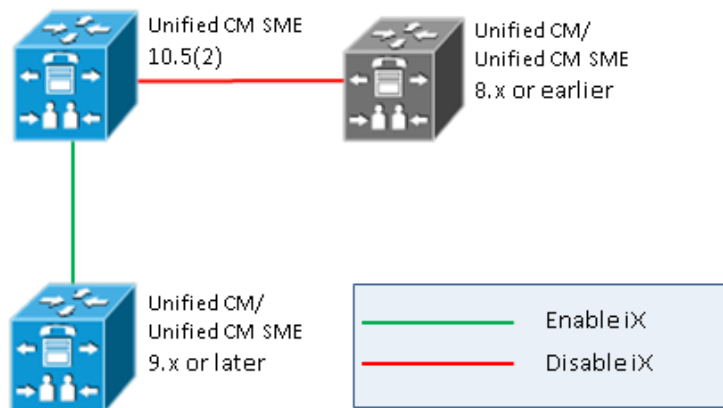 Unified CM SME
10.5(2)
Unified CM/
Unified CM SME
8.x or earlier
Unified CM/
Unified CM SME
9.x or later
Enable iX
Disable iX